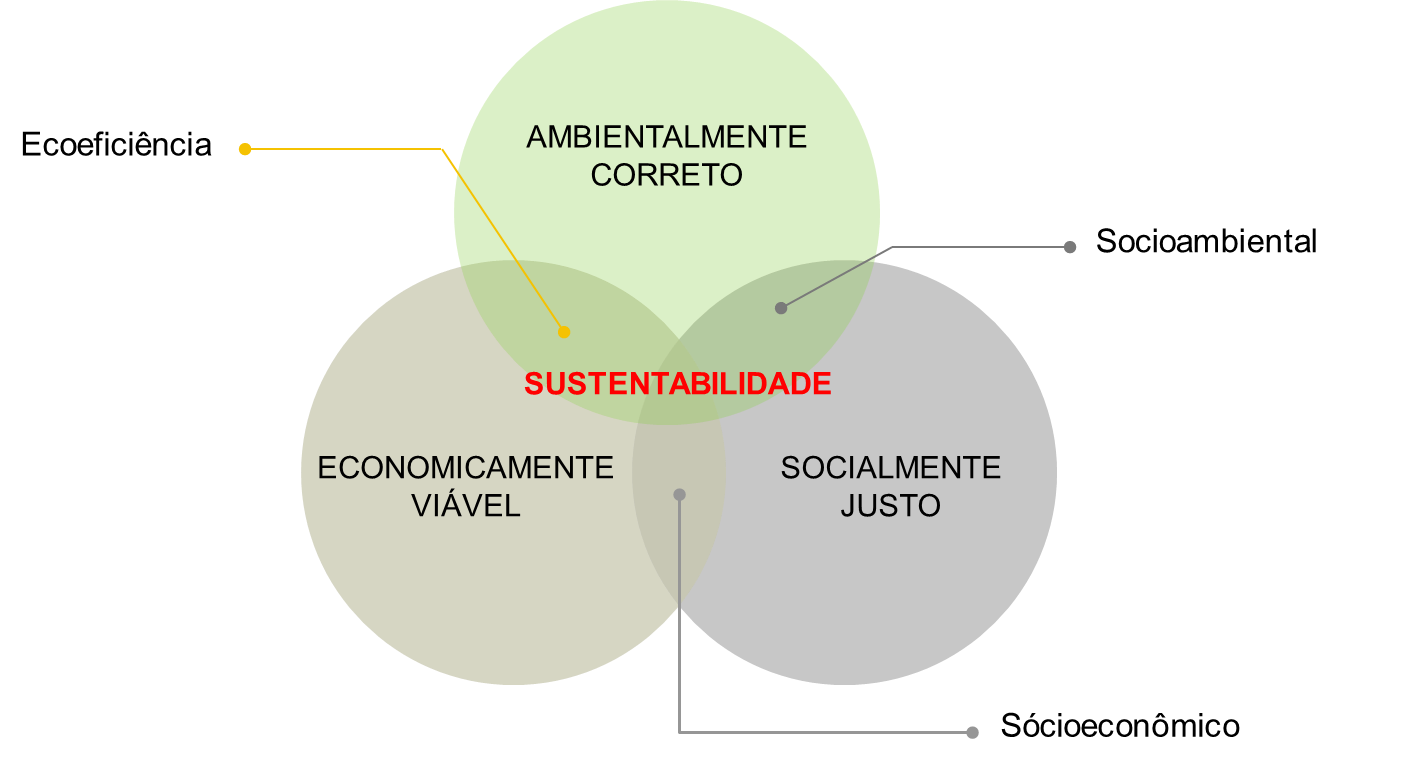 AMBIENTALMENTE
CORRETO
Ecoeficiência
Socioambiental
SUSTENTABILIDADE
ECONOMICAMENTE
VIÁVEL
SOCIALMENTE
JUSTO
Sócioeconômico